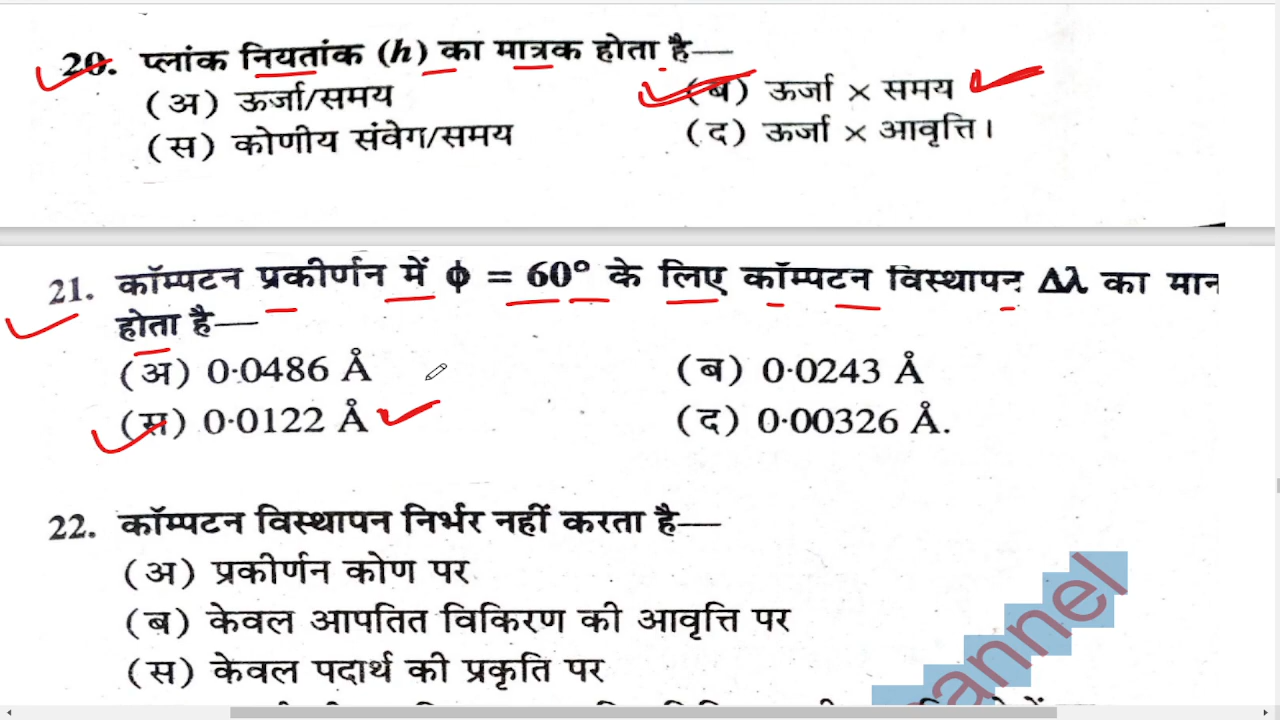 20. प्लांक नियतांक (h) का मात्रक होता है—
(अ) ऊर्जा/समय (ब) ऊर्जा × समय
(स) कोणीय संवेग/समय (द) ऊर्जा × आवृत्ति।
21. कॉम्पटन प्रकीर्णन में ϕ = 60° के लिए कॉम्पटन विस्थापन Δλ का मान
होता है—
(अ) 0·0486 Å (ब) 0·0243 Å
(स) 0·0122 Å (द) 0·00326 Å.
22. कॉम्पटन विस्थापन निर्भर नहीं करता है—
(अ) प्रकीर्णन कोण पर
(ब) केवल आपतित विकिरण की आवृत्ति पर
(स) केवल पदार्थ की प्रकृति पर